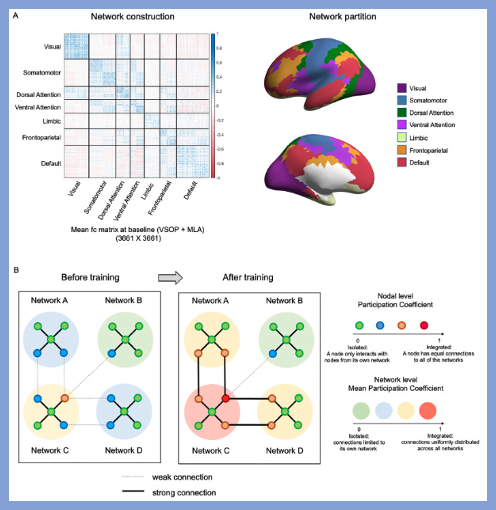 A
Network construction
Network partition
Visual
Somatomotor
Dorsal Attention
Ventral Attention
Limbic
Frontoparietal
Default
1
0.8
0.6
0.4
0.2
0
-0.2
-0.4
-0.6
-0.8
-1
Visual
Somatomotor
Dorsal Attention
Ventral Attention
Limbic
Frontoparietal
Default
Mean fc matrix at baseline (VSOP + MLA)
(3661 X 3661)
Visual
Somatomotor
Dorsal Attention
Ventral Attention
Limbic
Frontoparietal
Default
B
Before training
After training
Network A
Network B
Network C
Network D
Network A
Network B
Network C
Network D
Nodal level
Participation Coefficient
0
1
Isolated:
A node only interacts with
nodes from its own network
Integrated:
A node has equal connections
to all of the networks
Network level
Mean Participation Coefficient
0
1
Isolated:
connections limited to
its own network
Integrated:
connections uniformly distributed
across all networks
weak connection
strong connection